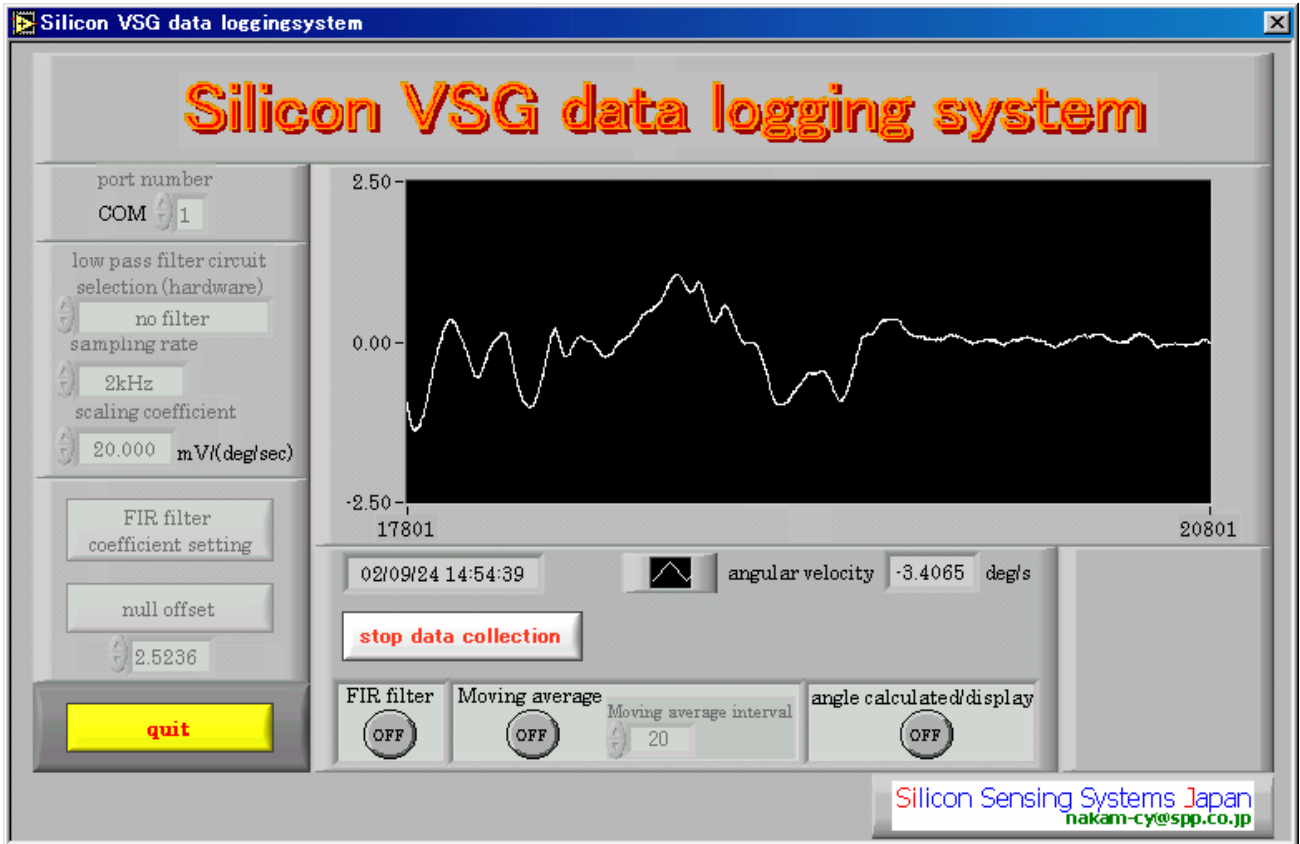 Silicon VSG data loggingsystem
Silicon VSG data logging system
port number
COM 1
low pass filter circuit
selection (hardware)
no filter
sampling rate
2kHz
scaling coefficient
20.000 mV/(deg/sec)
FIR filter
coefficient setting
null offset
2.5236
quit
2.50
0.00
-2.50
17801 20801
02/09/24 14:54:39
angular velocity -3.4065 deg/s
stop data collection
FIR filter
OFF
Moving average
OFF
Moving average interval
20
angle calculated/display
OFF
Silicon Sensing Systems Japan
nakam-cy@spp.co.jp